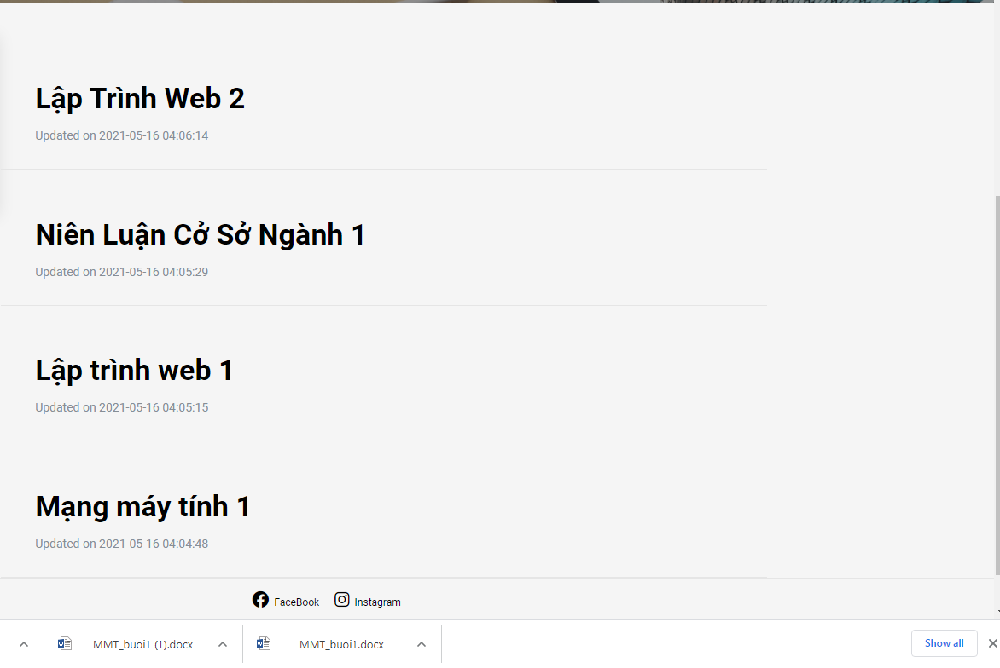 Lập Trình Web 2
Updated on 2021-05-16 04:06:14
Niên Luận Cở Sở Ngành 1
Updated on 2021-05-16 04:05:29
Lập trình web 1
Updated on 2021-05-16 04:05:15
Mạng máy tính 1
Updated on 2021-05-16 04:04:48
FaceBook Instagram
MMT_buoi1 (1).docx MMT_buoi1.docx Show all